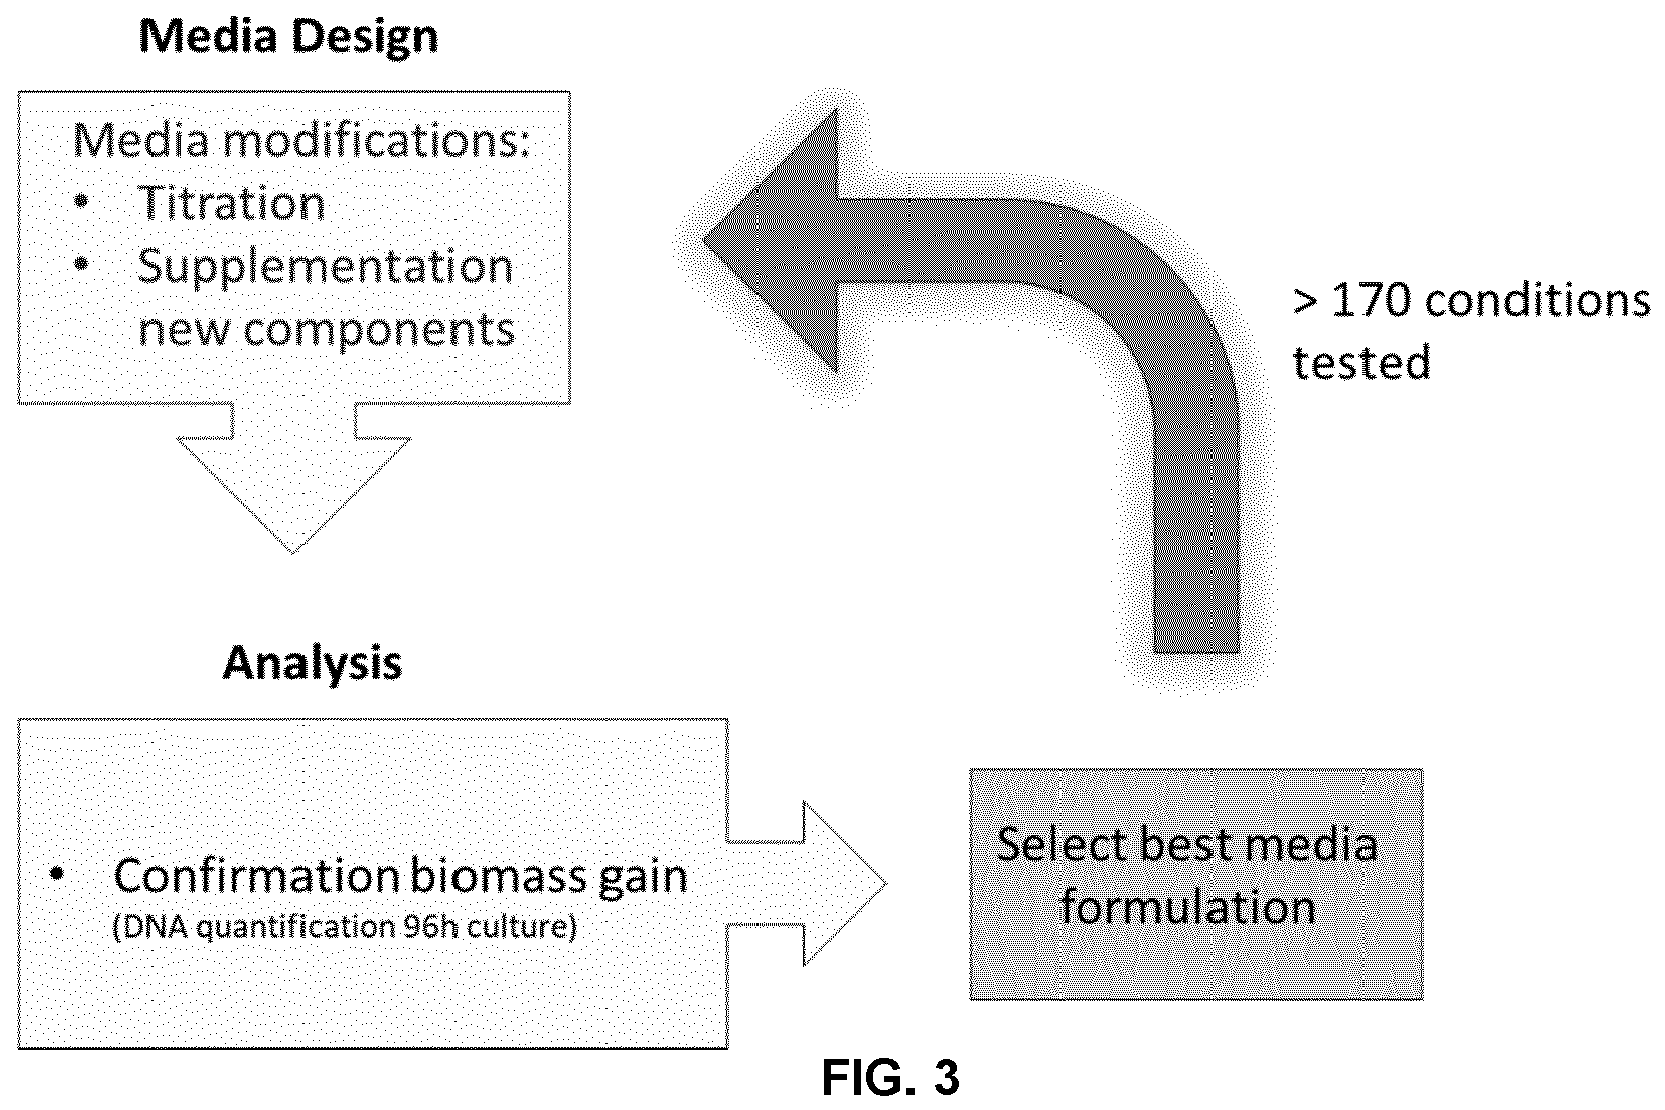 Media Design
Media modifications:
• Titration
• Supplementation
new components
> 170 conditions
tested
Analysis
• Confirmation biomass gain
(DNA quantification 96h culture)
Select best media
formulation
FIG. 3